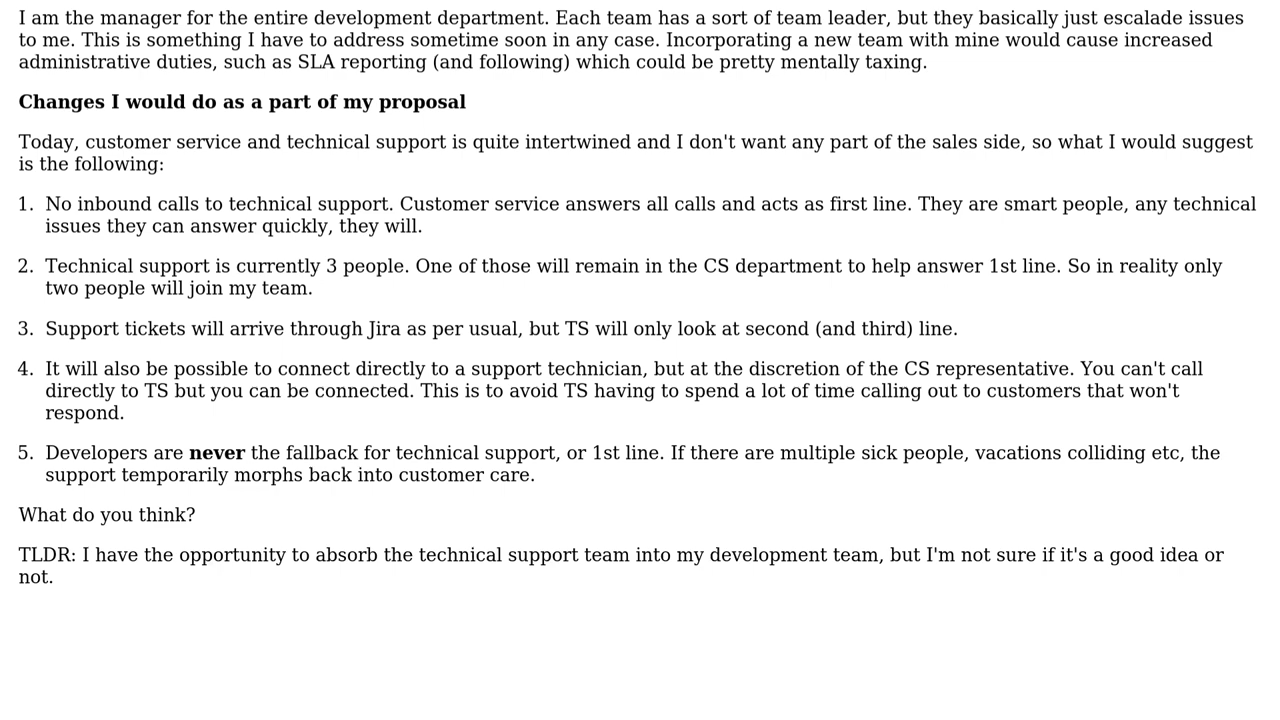 I am the manager for the entire development department. Each team has a sort of team leader, but they basically just escalade issues
to me. This is something I have to address sometime soon in any case. Incorporating a new team with mine would cause increased
administrative duties, such as SLA reporting (and following) which could be pretty mentally taxing.
Changes I would do as a part of my proposal
Today, customer service and technical support is quite intertwined and I don't want any part of the sales side, so what I would suggest
is the following:
1. No inbound calls to technical support. Customer service answers all calls and acts as first line. They are smart people, any technical
issues they can answer quickly, they will.
2. Technical support is currently 3 people. One of those will remain in the CS department to help answer 1st line. So in reality only
two people will join my team.
3. Support tickets will arrive through Jira as per usual, but TS will only look at second (and third) line.
4. It will also be possible to connect directly to a support technician, but at the discretion of the CS representative. You can't call
directly to TS but you can be connected. This is to avoid TS having to spend a lot of time calling out to customers that won't
respond.
5. Developers are never the fallback for technical support, or 1st line. If there are multiple sick people, vacations colliding etc, the
support temporarily morphs back into customer care.
What do you think?
TLDR: I have the opportunity to absorb the technical support team into my development team, but I'm not sure if it's a good idea or
not.